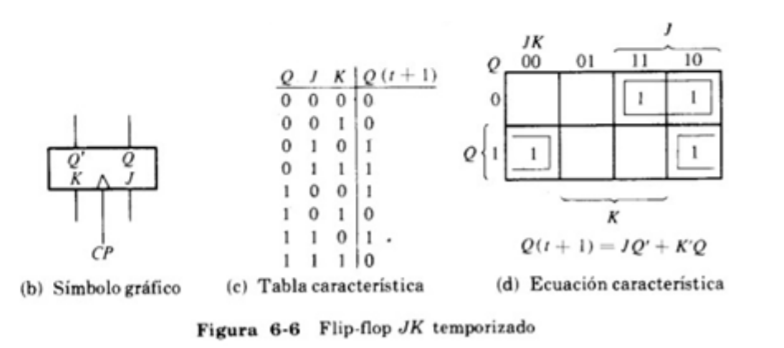 Q' Q
K J
CP
(b) Símbolo gráfico
Q J K Q (t + 1)
0 0 0 0
0 0 1 0
0 1 0 1
0 1 1 1
1 0 0 1
1 0 1 0
1 1 0 1
1 1 1 0
(c) Tabla característica
J
JK
Q 00 01 11 10
0 1 1
Q { 1 1 1
K
Q(t + 1) = JQ' + K'Q
(d) Ecuación característica
Figura 6-6 Flip-flop JK temporizado